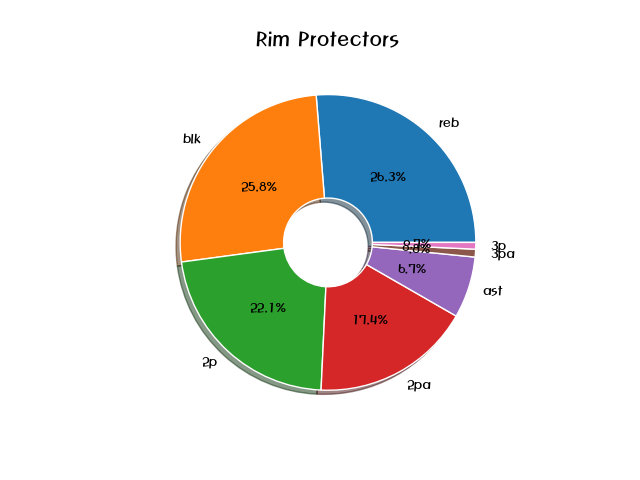 Rim Protectors
reb
blk
26.3%
25.8%
3p
3pa
6.7%
ast
22.1%
17.4%
2p
2pa